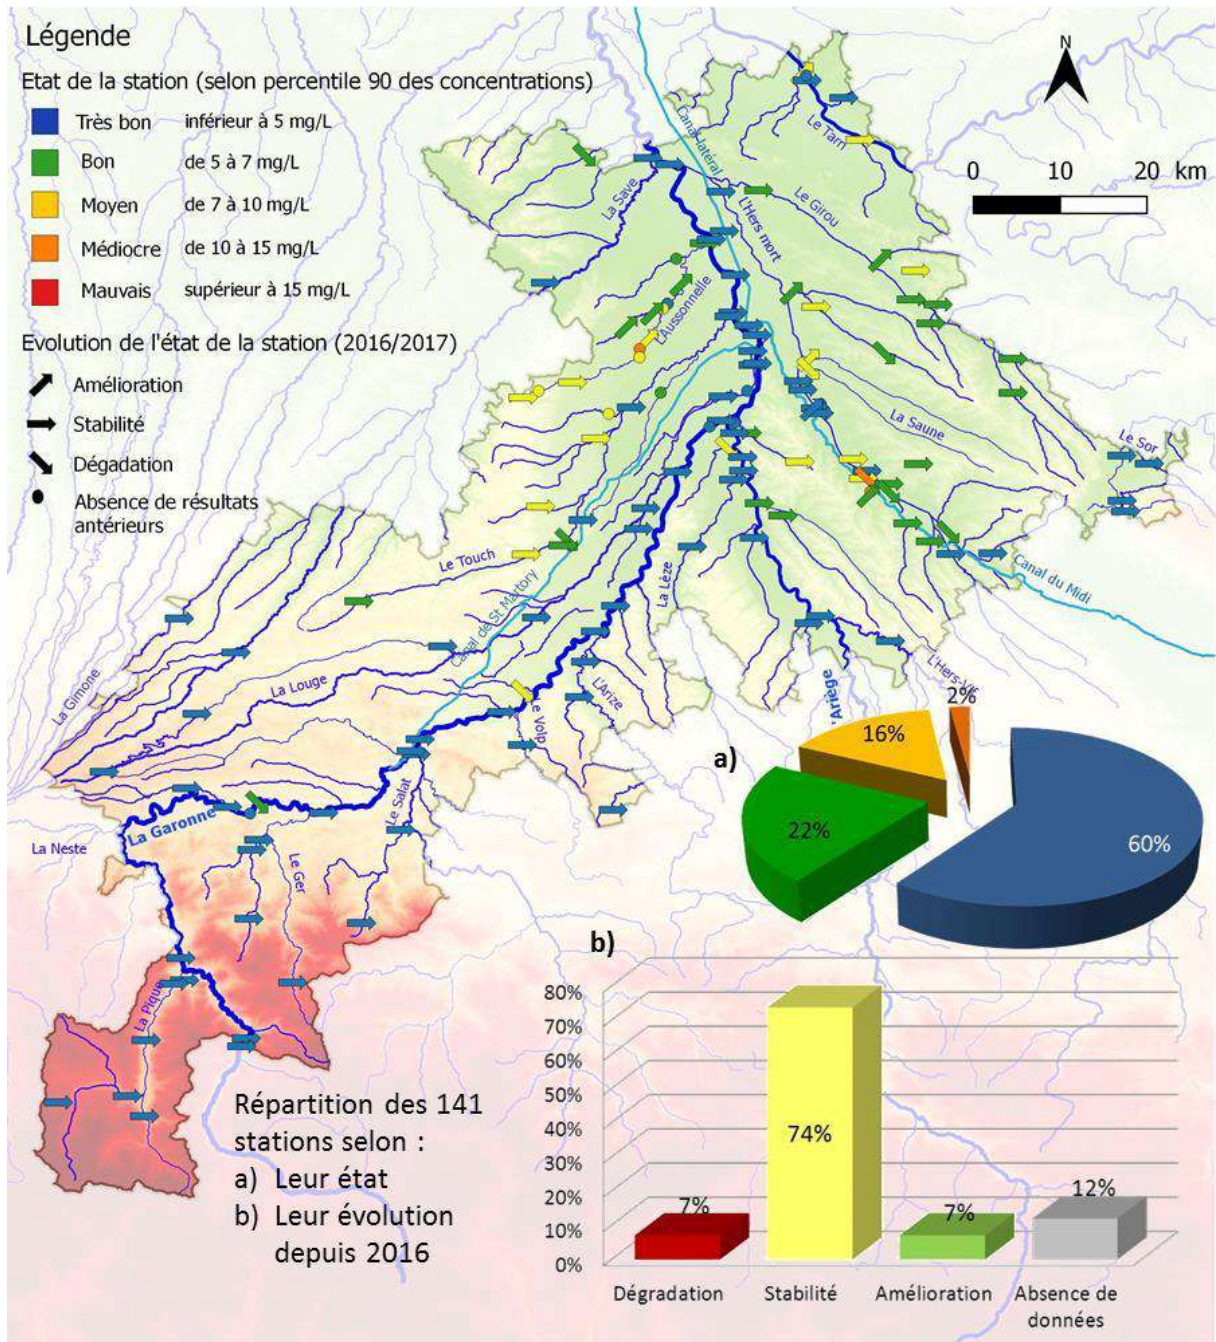 Légende
Etat de la station (selon percentile 90 des concentrations)
Très bon inférieur à 5 mg/L
Bon de 5 à 7 mg/L
Moyen de 7 à 10 mg/L
Médiocre de 10 à 15 mg/L
Mauvais supérieur à 15 mg/L
Evolution de l'état de la station (2016/2017)
Amélioration
Stabilité
Dégadation
Absence de résultats
antérieurs
N
0 10 20 km
Canal latéral
Le Tarn
La Save
L'Hers mort
Le Girou
L'Aussonnelle
La Saune
Le Sor
Le Touch
Canal de St Martory
La Lèze
Canal du Midi
L'Hers-Vif
La Gimone
La Louge
L'Arize
Le Volp
'Ariège
La Garonne
Le Salat
La Neste
Le Ger
La Pique
a)
2%
16%
22%
60%
b)
80%
70%
60%
50%
40%
30%
20%
10%
0%
7%
74%
7%
12%
Dégradation Stabilité Amélioration Absence de
données
Répartition des 141
stations selon :
a) Leur état
b) Leur évolution
depuis 2016